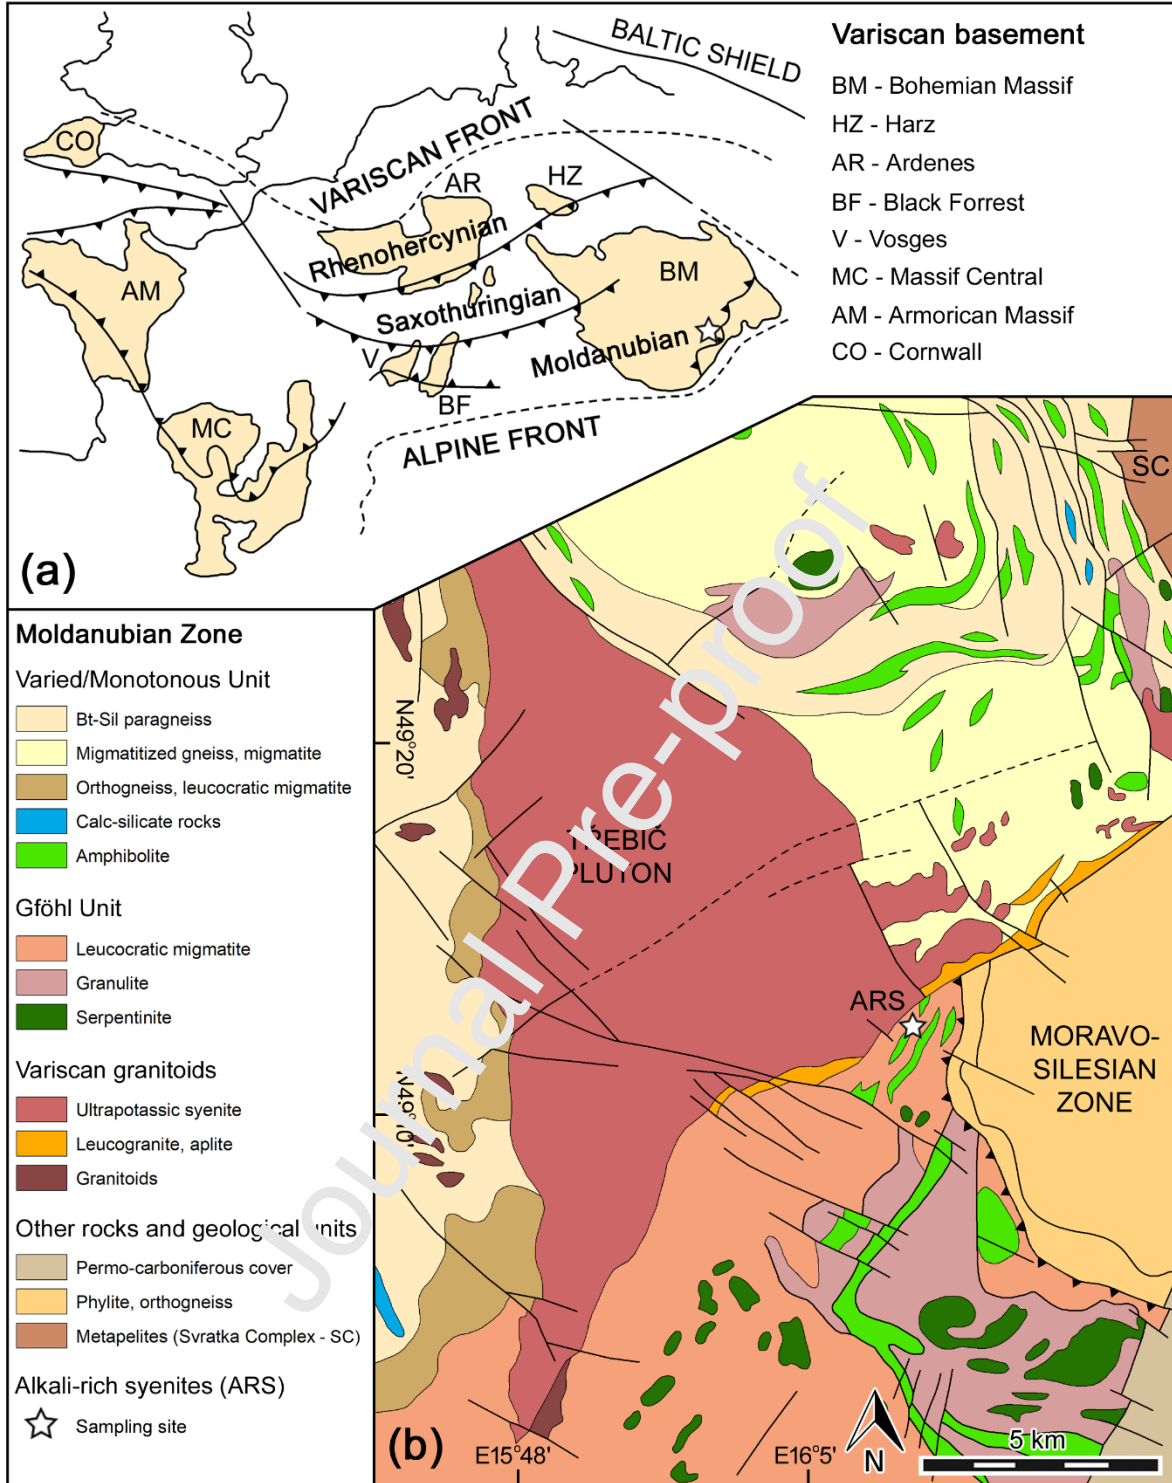 BALTIC SHIELD
VARISCAN FRONT
CO
AR
HZ
Rhenohercynian
AM
BM
Saxothuringian
V
Moldanubian
BF
MC
ALPINE FRONT
(a)
Variscan basement
BM - Bohemian Massif
HZ - Harz
AR - Ardenes
BF - Black Forrest
V - Vosges
MC - Massif Central
AM - Armorican Massif
CO - Cornwall
Moldanubian Zone
Varied/Monotonous Unit
Bt-Sil paragneiss
Migmatitized gneiss, migmatite
Orthogneiss, leucocratic migmatite
Calc-silicate rocks
Amphibolite
Gföhl Unit
Leucocratic migmatite
Granulite
Serpentinite
Variscan granitoids
Ultrapotassic syenite
Leucogranite, aplite
Granitoids
Other rocks and geological units
Permo-carboniferous cover
Phylite, orthogneiss
Metapelites (Svratka Complex - SC)
Alkali-rich syenites (ARS)
Sampling site
SC
N49°20'
TŘEBÍČ
PLUTON
ARS
MORAVO-
SILESIAN
ZONE
N49°10'
(b)
E15°48'
E16°5'
N
5 km
Journal Pre-proof